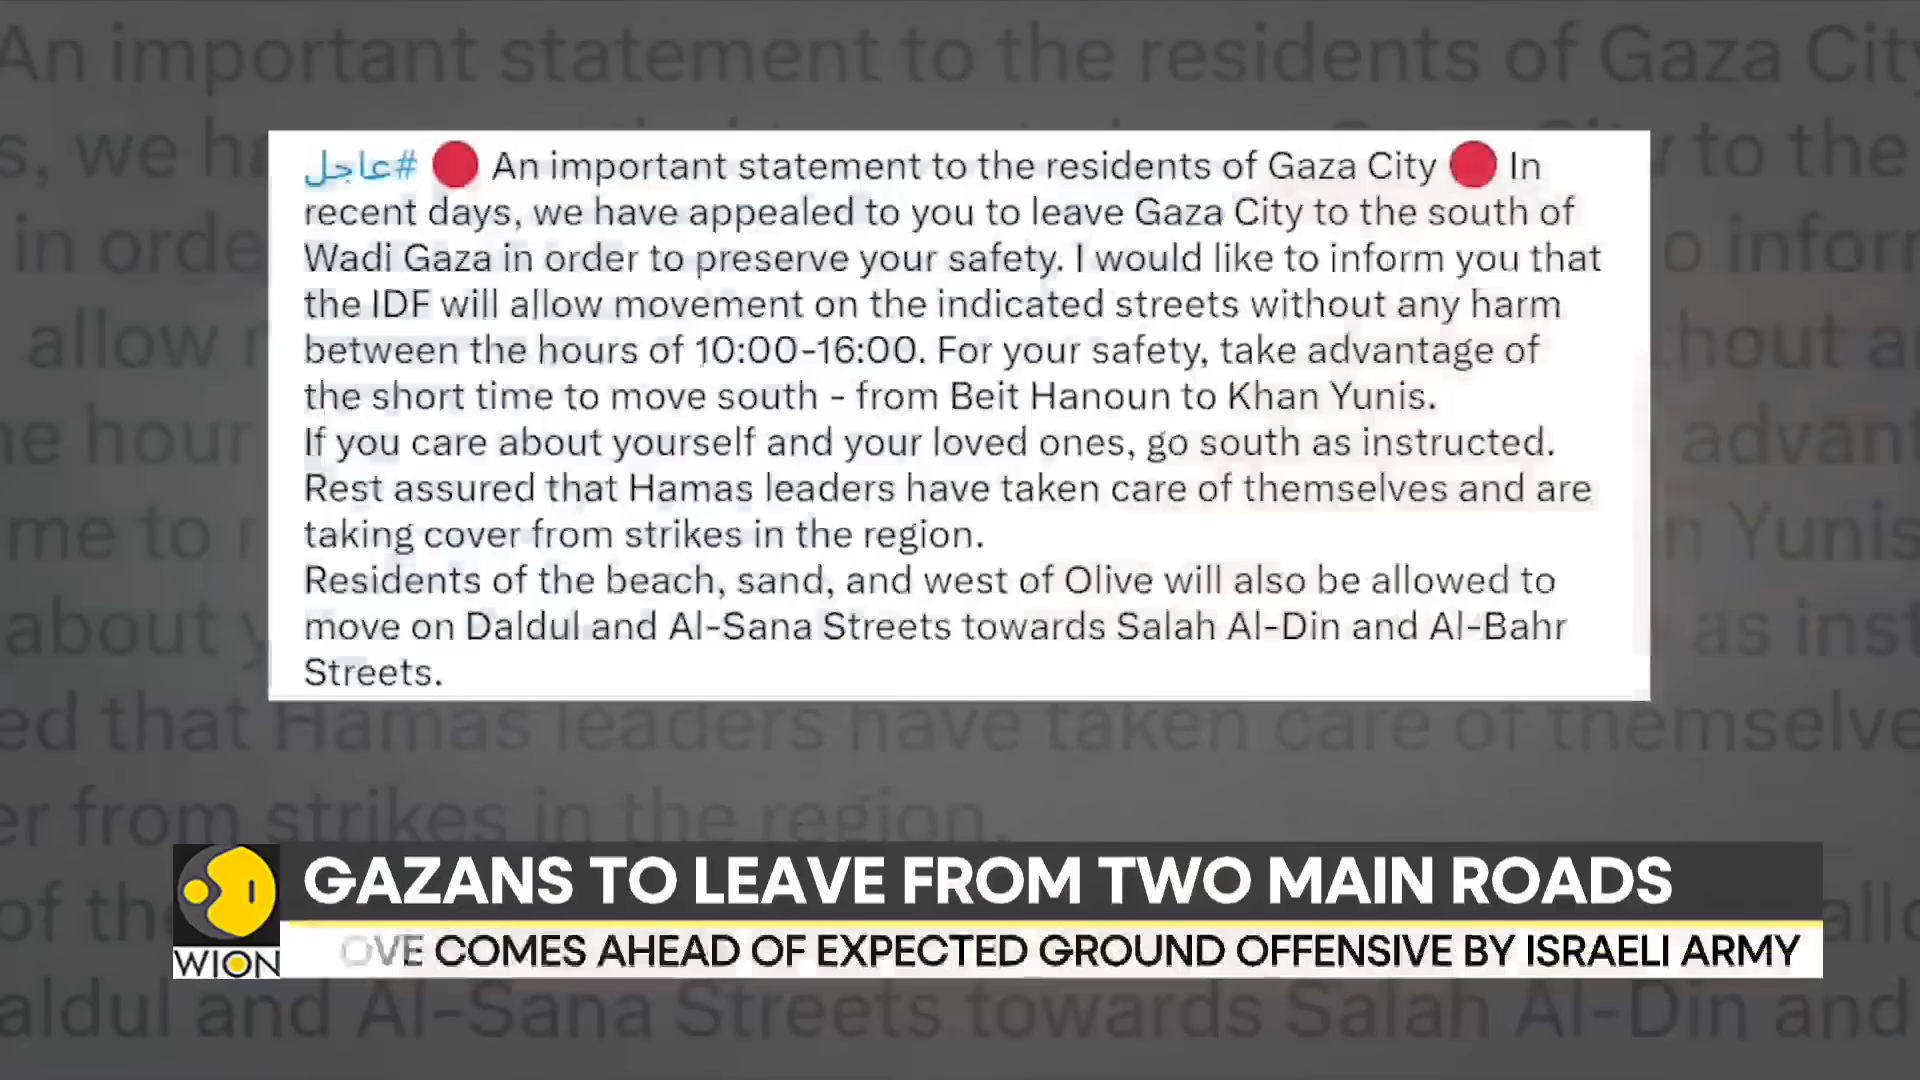 #عاجل 🔴 An important statement to the residents of Gaza City 🔴 In
recent days, we have appealed to you to leave Gaza City to the south of
Wadi Gaza in order to preserve your safety. I would like to inform you that
the IDF will allow movement on the indicated streets without any harm
between the hours of 10:00-16:00. For your safety, take advantage of
the short time to move south - from Beit Hanoun to Khan Yunis.
If you care about yourself and your loved ones, go south as instructed.
Rest assured that Hamas leaders have taken care of themselves and are
taking cover from strikes in the region.
Residents of the beach, sand, and west of Olive will also be allowed to
move on Daldul and Al-Sana Streets towards Salah Al-Din and Al-Bahr
Streets.
GAZANS TO LEAVE FROM TWO MAIN ROADS
OVE COMES AHEAD OF EXPECTED GROUND OFFENSIVE BY ISRAELI ARMY
WION